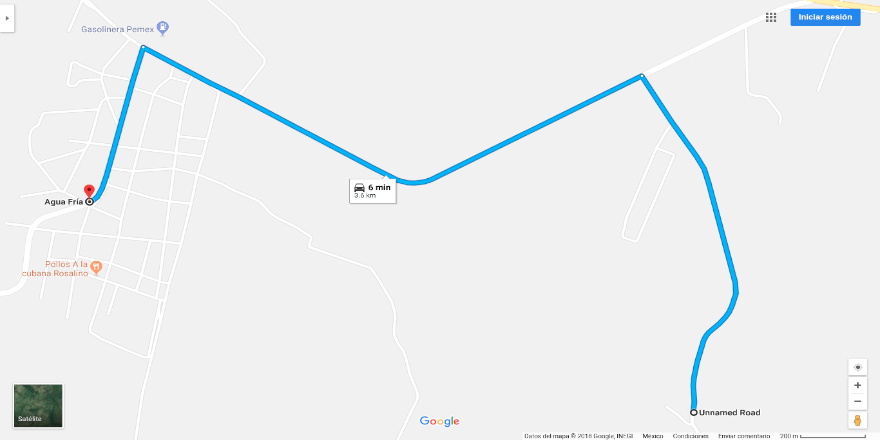 Gasolinera Pemex
Iniciar sesión
6 min
3.6 km
Agua Fría
Pollos A la
cubana Rosalino
Unnamed Road
Satélite
Google
Datos del mapa © 2016 Google, INEGI México Condiciones Enviar comentario 200 m